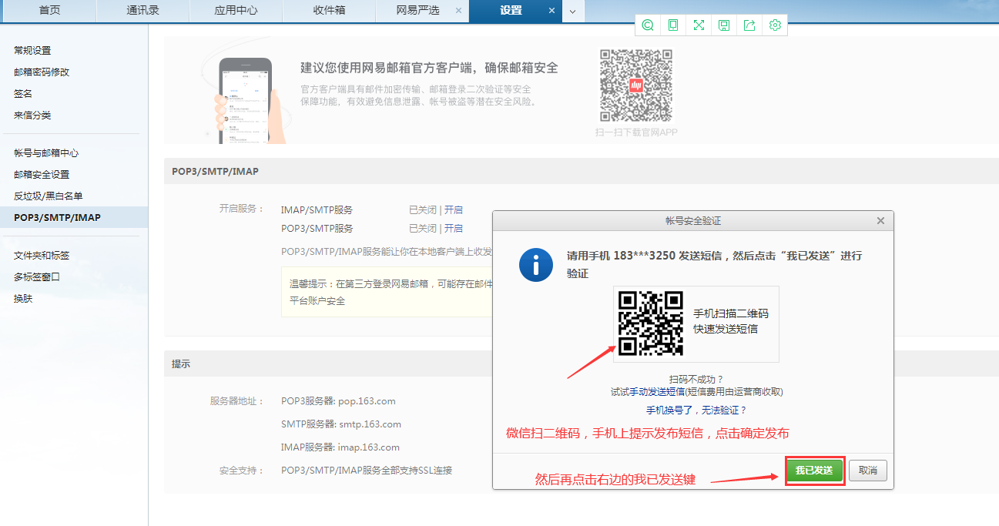 首页
通讯录
应用中心
收件箱
网易严选
设置
常规设置
邮箱密码修改
签名
来信分类
帐号与邮箱中心
邮箱安全设置
反垃圾/黑白名单
POP3/SMTP/IMAP
文件夹和标签
多标签窗口
换肤
建议您使用网易邮箱官方客户端，确保邮箱安全
官方客户端具有邮件加密传输、邮箱登录二次验证等安全
保障功能，有效避免信息泄露、帐号被盗等潜在安全风险。
扫一扫下载官网APP
POP3/SMTP/IMAP
开启服务：
IMAP/SMTP服务 已关闭 | 开启
POP3/SMTP服务 已关闭 | 开启
POP3/SMTP/IMAP服务能让你在本地客户端上收发
温馨提示：在第三方登录网易邮箱，可能存在邮件
平台账户安全
提示
服务器地址：
POP3服务器: pop.163.com
SMTP服务器: smtp.163.com
IMAP服务器: imap.163.com
安全支持：
POP3/SMTP/IMAP服务全部支持SSL连接
帐号安全验证
请用手机 183***3250 发送短信，然后点击“我已发送”进行
验证
手机扫描二维码
快速发送短信
扫码不成功？
试试手动发送短信(短信费用由运营商收取)
手机换号了，无法验证？
微信扫二维码，手机上提示发布短信，点击确定发布
然后再点击右边的我已发送键
我已发送
取消